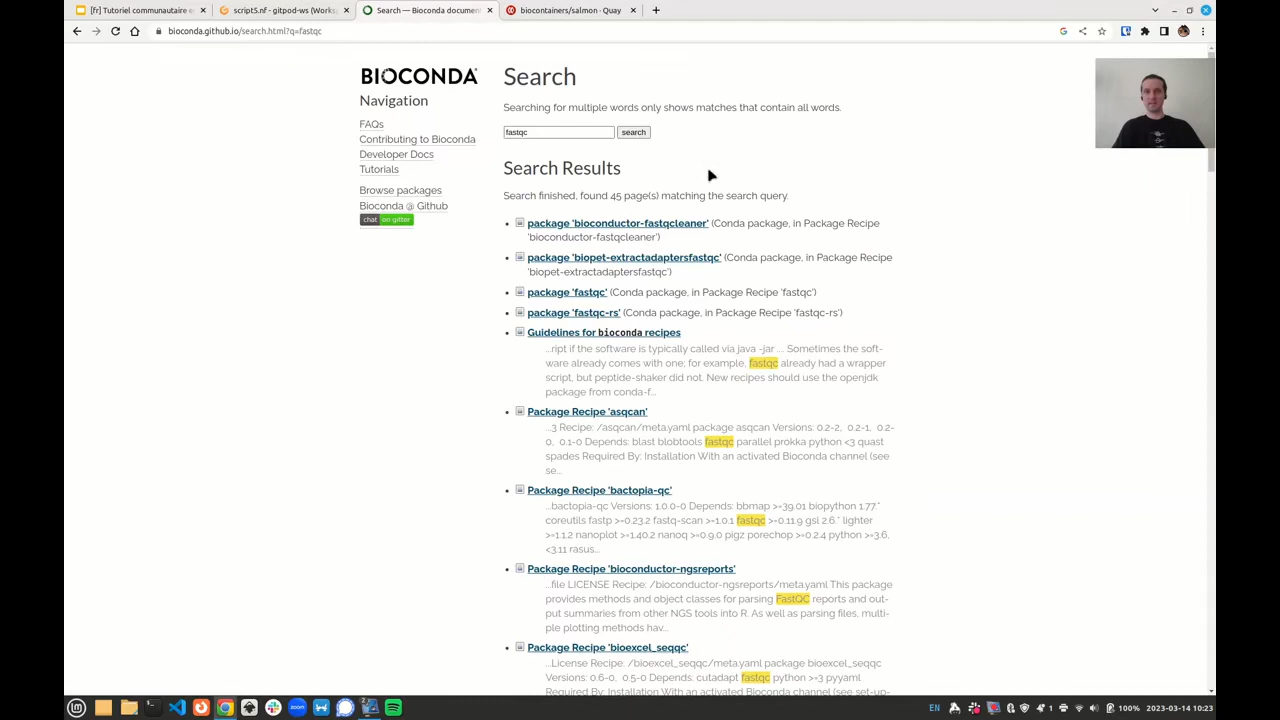 [fr] Tutoriel communautaire e
script5.nf - gitpod-ws (Works
Search — Bioconda documen
biocontainers/salmon · Quay
bioconda.github.io/search.html?q=fastqc
BIOCONDA
Navigation
FAQs
Contributing to Bioconda
Developer Docs
Tutorials
Browse packages
Bioconda @ Github
chat on gitter
Search
Searching for multiple words only shows matches that contain all words.
fastqc search
Search Results
Search finished, found 45 page(s) matching the search query.
package 'bioconductor-fastqcleaner' (Conda package, in Package Recipe
'bioconductor-fastqcleaner')
package 'biopet-extractadaptersfastqc' (Conda package, in Package Recipe
'biopet-extractadaptersfastqc')
package 'fastqc' (Conda package, in Package Recipe 'fastqc')
package 'fastqc-rs' (Conda package, in Package Recipe 'fastqc-rs')
Guidelines for bioconda recipes
...ript if the software is typically called via java -jar .... Sometimes the soft-
ware already comes with one; for example, fastqc already had a wrapper
script, but peptide-shaker did not. New recipes should use the openjdk
package from conda-f...
Package Recipe 'asqcan'
...3 Recipe: /asqcan/meta.yaml package asqcan Versions: 0.2-2, 0.2-1, 0.2-
0, 0.1-0 Depends: blast blobtools fastqc parallel prokka python <3 quast
spades Required By: Installation With an activated Bioconda channel (see
se...
Package Recipe 'bactopia-qc'
...bactopia-qc Versions: 1.0.0-0 Depends: bbmap >=39.01 biopython 1.77.*
coreutils fastp >=0.23.2 fastq-scan >=1.0.1 fastqc >=0.11.9 gsl 2.6.* lighter
>=1.1.2 nanoplot >=1.40.2 nanoq >=0.9.0 pigz porechop >=0.2.4 python >=3.6,
<3.11 rasus...
Package Recipe 'bioconductor-ngsreports'
...file LICENSE Recipe: /bioconductor-ngsreports/meta.yaml This package
provides methods and object classes for parsing FastQC reports and out-
put summaries from other NGS tools into R. As well as parsing files, multi-
ple plotting methods hav...
Package Recipe 'bioexcel_seqqc'
...License Recipe: /bioexcel_seqqc/meta.yaml package bioexcel_seqqc
Versions: 0.6-0, 0.5-0 Depends: cutadapt fastqc python >=3 pyyaml
Required By: Installation With an activated Bioconda channel (see set-up-
EN 1 100% 2023-03-14 10:23